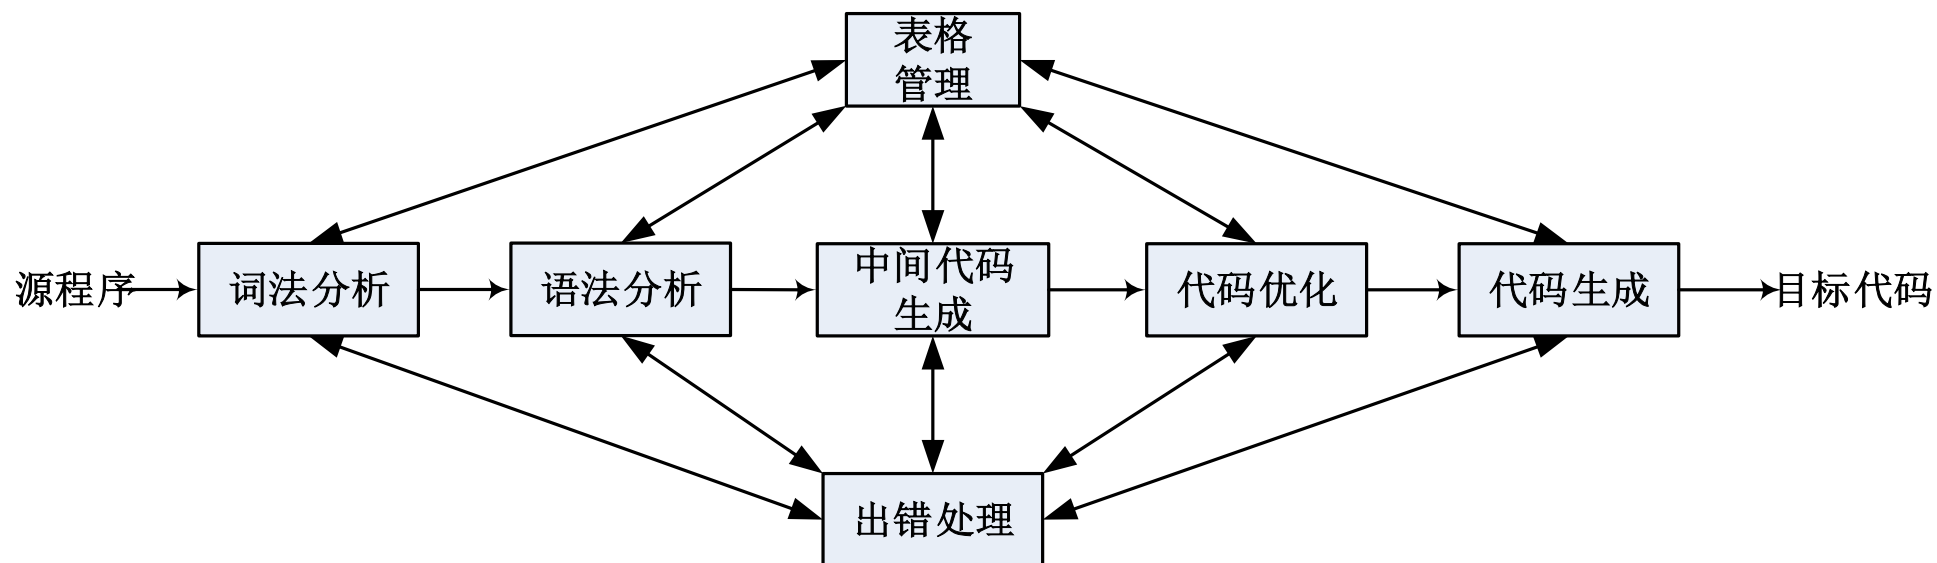 表格
管理
源程序
词法分析
语法分析
中间代码
生成
代码优化
代码生成
目标代码
出错处理